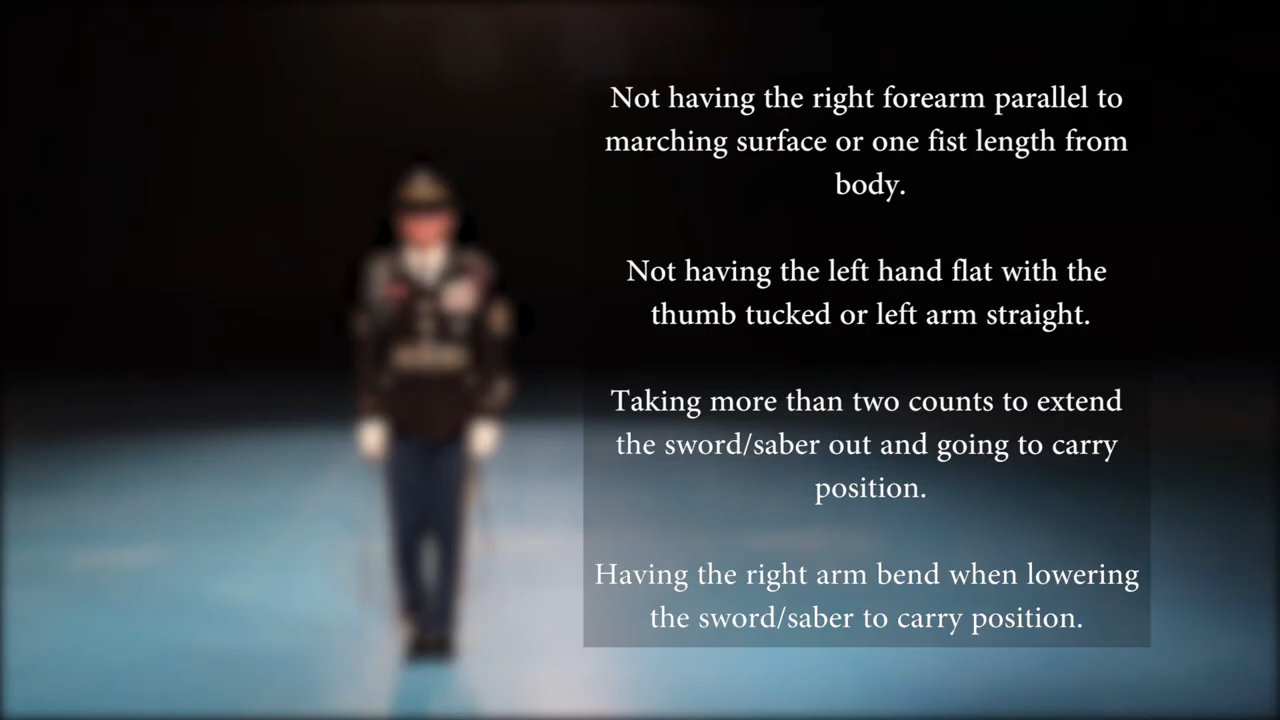 Not having the right forearm parallel to
marching surface or one fist length from
body.
Not having the left hand flat with the
thumb tucked or left arm straight.
Taking more than two counts to extend
the sword/saber out and going to carry
position.
Having the right arm bend when lowering
the sword/saber to carry position.